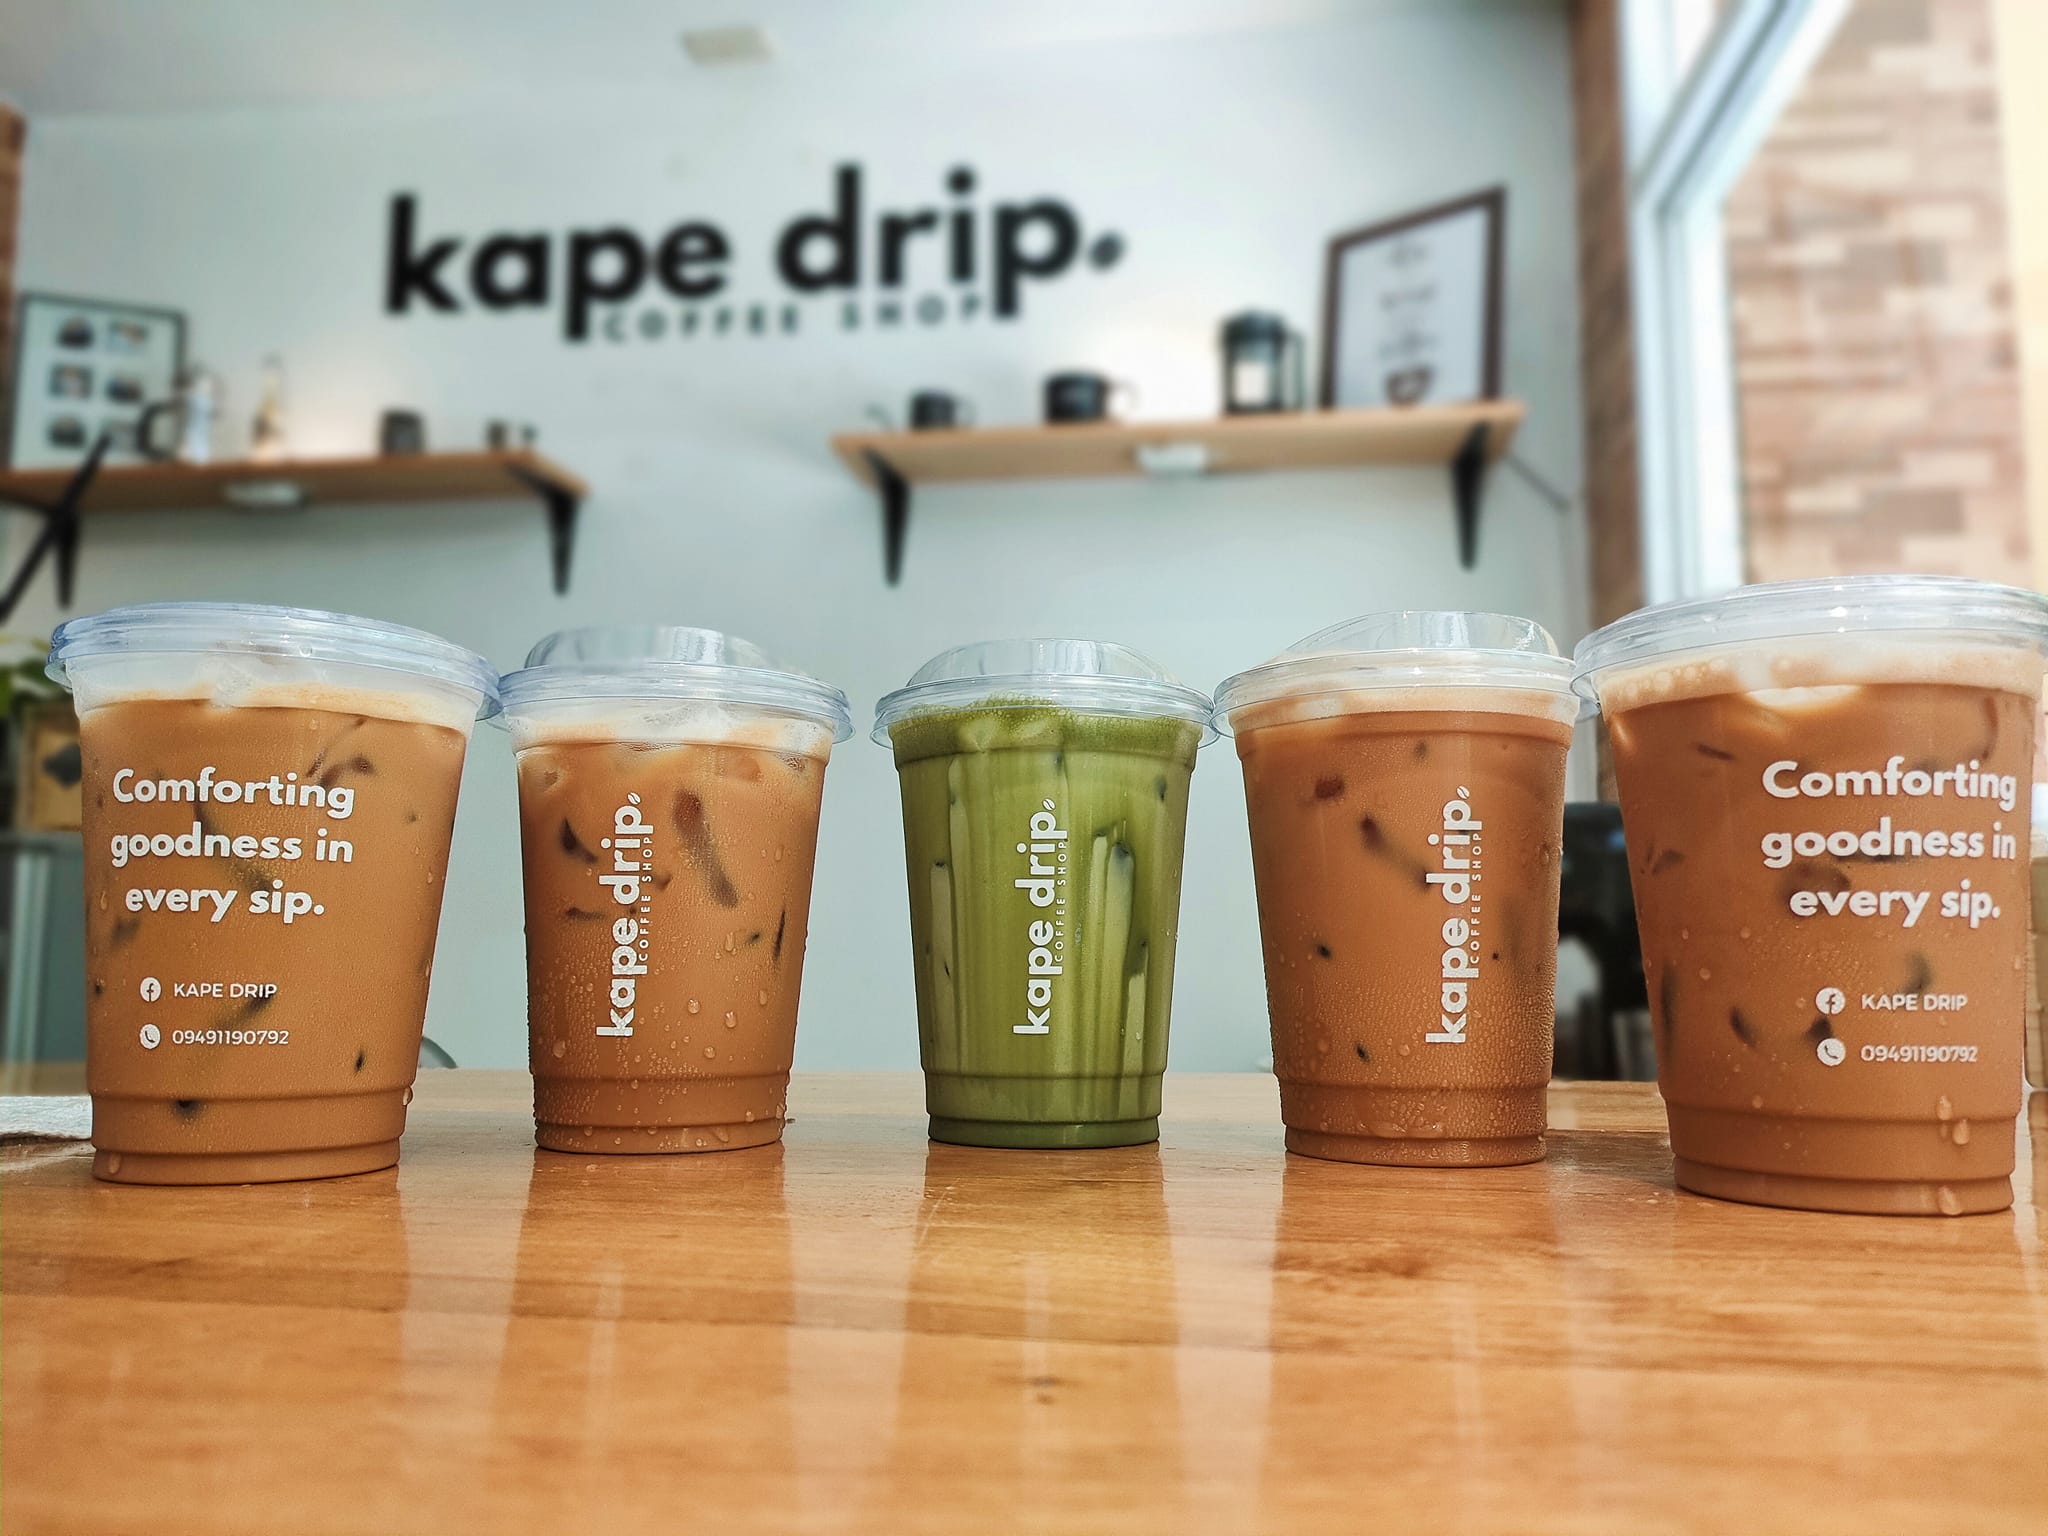 kape drip.
COFFEE SHOP
Comforting
goodness in
every sip.
KAPE DRIP
09491190792
kape drip.
COFFEE SHOP
kape drip.
COFFEE SHOP
kape drip.
COFFEE SHOP
Comforting
goodness in
every sip.
KAPE DRIP
09491190792